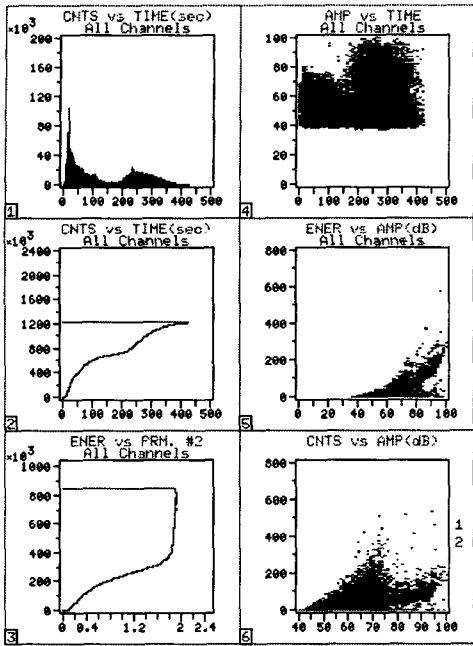 CNTS vs TIME(sec)
All Channels
×10³
200
160
120
80
40
0
0 100 200 300 400 500
1
AMP vs TIME
All Channels
100
80
60
40
20
0
0 100 200 300 400 500
4
CNTS vs TIME(sec)
All Channels
×10³
2400
2000
1600
1200
800
400
0
0 100 200 300 400 500
2
ENER vs AMP(dB)
All Channels
800
600
400
200
0
0 20 40 60 80 100
5
ENER vs PRM. #2
All Channels
×10³
1000
800
600
400
200
0
0 0.4 1.2 2 2.4
3
CNTS vs AMP(dB)
800
600
400
200
0
40 50 60 70 80 90 100
1
2
6